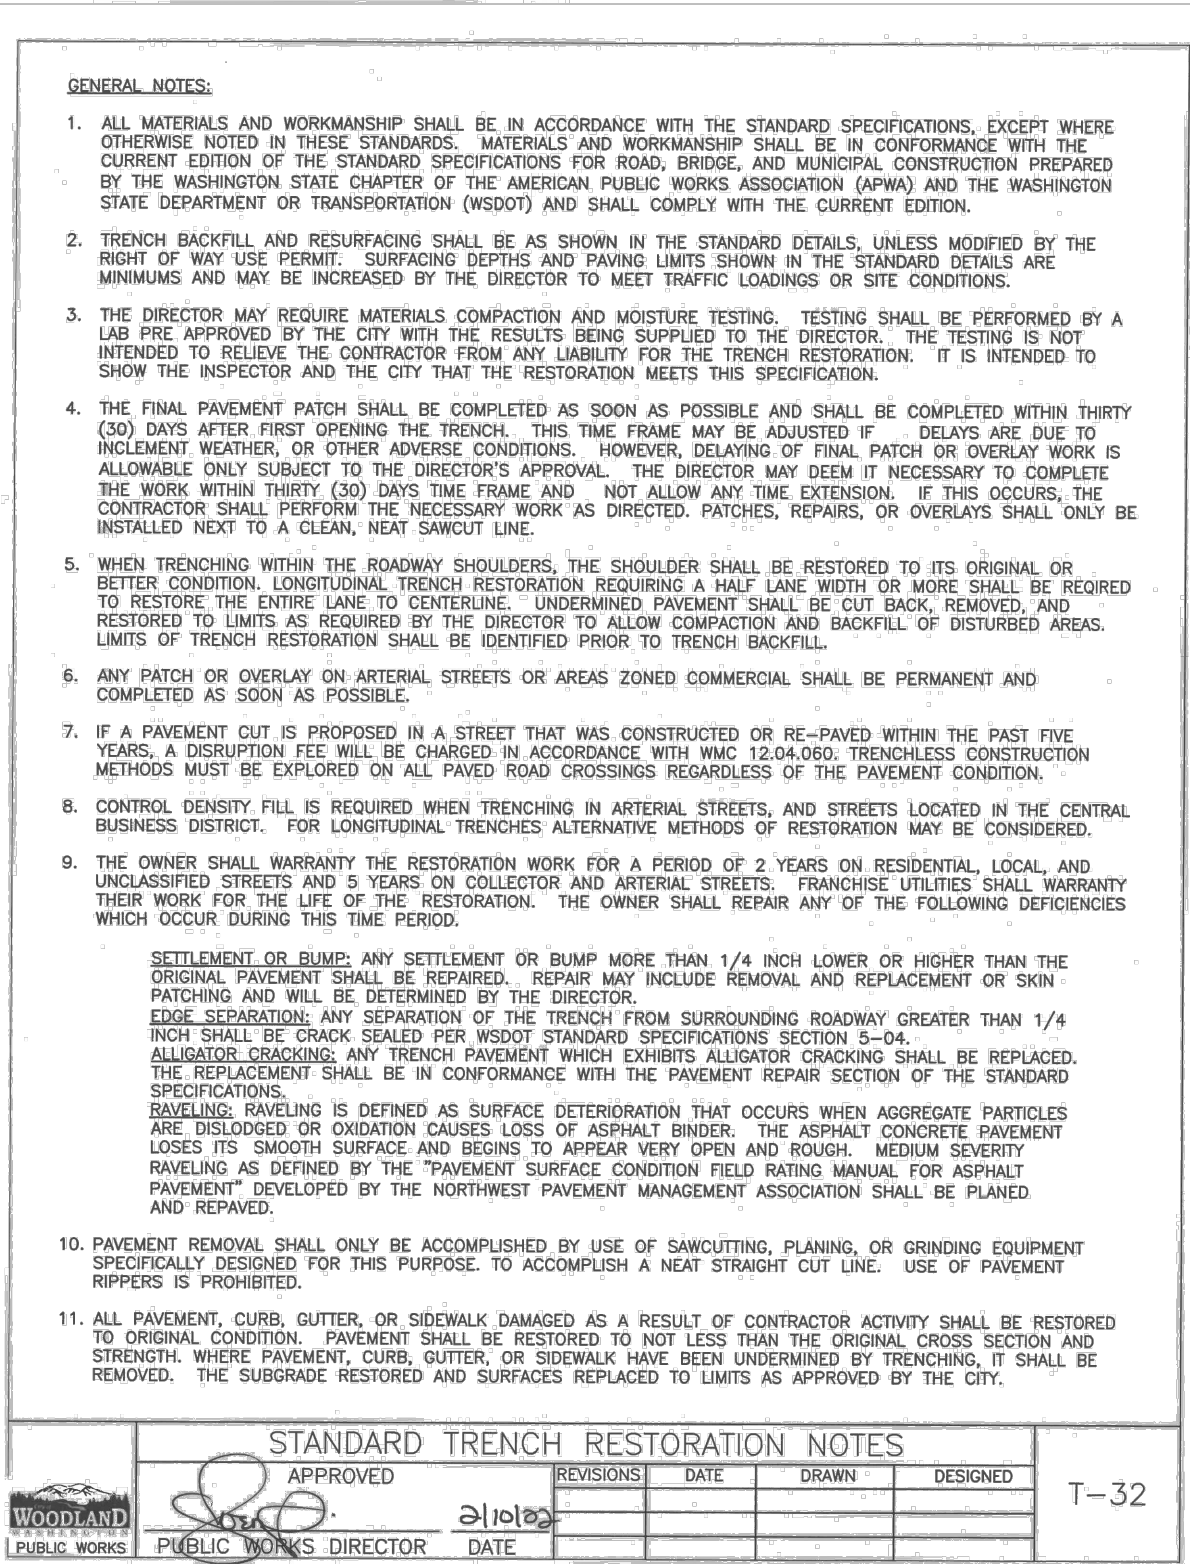 GENERAL NOTES:
1. ALL MATERIALS AND WORKMANSHIP SHALL BE IN ACCORDANCE WITH THE STANDARD SPECIFICATIONS, EXCEPT WHERE
OTHERWISE NOTED IN THESE STANDARDS. MATERIALS AND WORKMANSHIP SHALL BE IN CONFORMANCE WITH THE
CURRENT EDITION OF THE STANDARD SPECIFICATIONS FOR ROAD, BRIDGE, AND MUNICIPAL CONSTRUCTION PREPARED
BY THE WASHINGTON STATE CHAPTER OF THE AMERICAN PUBLIC WORKS ASSOCIATION (APWA) AND THE WASHINGTON
STATE DEPARTMENT OR TRANSPORTATION (WSDOT) AND SHALL COMPLY WITH THE CURRENT EDITION.
2. TRENCH BACKFILL AND RESURFACING SHALL BE AS SHOWN IN THE STANDARD DETAILS, UNLESS MODIFIED BY THE
RIGHT OF WAY USE PERMIT. SURFACING DEPTHS AND PAVING LIMITS SHOWN IN THE STANDARD DETAILS ARE
MINIMUMS AND MAY BE INCREASED BY THE DIRECTOR TO MEET TRAFFIC LOADINGS OR SITE CONDITIONS.
3. THE DIRECTOR MAY REQUIRE MATERIALS COMPACTION AND MOISTURE TESTING. TESTING SHALL BE PERFORMED BY A
LAB PRE APPROVED BY THE CITY WITH THE RESULTS BEING SUPPLIED TO THE DIRECTOR. THE TESTING IS NOT
INTENDED TO RELIEVE THE CONTRACTOR FROM ANY LIABILITY FOR THE TRENCH RESTORATION. IT IS INTENDED TO
SHOW THE INSPECTOR AND THE CITY THAT THE RESTORATION MEETS THIS SPECIFICATION.
4. THE FINAL PAVEMENT PATCH SHALL BE COMPLETED AS SOON AS POSSIBLE AND SHALL BE COMPLETED WITHIN THIRTY
(30) DAYS AFTER FIRST OPENING THE TRENCH. THIS TIME FRAME MAY BE ADJUSTED IF DELAYS ARE DUE TO
INCLEMENT WEATHER, OR OTHER ADVERSE CONDITIONS. HOWEVER, DELAYING OF FINAL PATCH OR OVERLAY WORK IS
ALLOWABLE ONLY SUBJECT TO THE DIRECTOR'S APPROVAL. THE DIRECTOR MAY DEEM IT NECESSARY TO COMPLETE
THE WORK WITHIN THIRTY (30) DAYS TIME FRAME AND NOT ALLOW ANY TIME EXTENSION. IF THIS OCCURS, THE
CONTRACTOR SHALL PERFORM THE NECESSARY WORK AS DIRECTED. PATCHES, REPAIRS, OR OVERLAYS SHALL ONLY BE
INSTALLED NEXT TO A CLEAN, NEAT SAWCUT LINE.
5. WHEN TRENCHING WITHIN THE ROADWAY SHOULDERS, THE SHOULDER SHALL BE RESTORED TO ITS ORIGINAL OR
BETTER CONDITION. LONGITUDINAL TRENCH RESTORATION REQUIRING A HALF LANE WIDTH OR MORE SHALL BE REQIRED
TO RESTORE THE ENTIRE LANE TO CENTERLINE. UNDERMINED PAVEMENT SHALL BE CUT BACK, REMOVED, AND
RESTORED TO LIMITS AS REQUIRED BY THE DIRECTOR TO ALLOW COMPACTION AND BACKFILL OF DISTURBED AREAS.
LIMITS OF TRENCH RESTORATION SHALL BE IDENTIFIED PRIOR TO TRENCH BACKFILL.
6. ANY PATCH OR OVERLAY ON ARTERIAL STREETS OR AREAS ZONED COMMERCIAL SHALL BE PERMANENT AND
COMPLETED AS SOON AS POSSIBLE.
7. IF A PAVEMENT CUT IS PROPOSED IN A STREET THAT WAS CONSTRUCTED OR RE-PAVED WITHIN THE PAST FIVE
YEARS, A DISRUPTION FEE WILL BE CHARGED IN ACCORDANCE WITH WMC 12.04.060. TRENCHLESS CONSTRUCTION
METHODS MUST BE EXPLORED ON ALL PAVED ROAD CROSSINGS REGARDLESS OF THE PAVEMENT CONDITION.
8. CONTROL DENSITY FILL IS REQUIRED WHEN TRENCHING IN ARTERIAL STREETS, AND STREETS LOCATED IN THE CENTRAL
BUSINESS DISTRICT. FOR LONGITUDINAL TRENCHES ALTERNATIVE METHODS OF RESTORATION MAY BE CONSIDERED.
9. THE OWNER SHALL WARRANTY THE RESTORATION WORK FOR A PERIOD OF 2 YEARS ON RESIDENTIAL, LOCAL, AND
UNCLASSIFIED STREETS AND 5 YEARS ON COLLECTOR AND ARTERIAL STREETS. FRANCHISE UTILITIES SHALL WARRANTY
THEIR WORK FOR THE LIFE OF THE RESTORATION. THE OWNER SHALL REPAIR ANY OF THE FOLLOWING DEFICIENCIES
WHICH OCCUR DURING THIS TIME PERIOD.
SETTLEMENT OR BUMP: ANY SETTLEMENT OR BUMP MORE THAN 1/4 INCH LOWER OR HIGHER THAN THE
ORIGINAL PAVEMENT SHALL BE REPAIRED. REPAIR MAY INCLUDE REMOVAL AND REPLACEMENT OR SKIN
PATCHING AND WILL BE DETERMINED BY THE DIRECTOR.
EDGE SEPARATION: ANY SEPARATION OF THE TRENCH FROM SURROUNDING ROADWAY GREATER THAN 1/4
INCH SHALL BE CRACK SEALED PER WSDOT STANDARD SPECIFICATIONS SECTION 5-04.
ALLIGATOR CRACKING: ANY TRENCH PAVEMENT WHICH EXHIBITS ALLIGATOR CRACKING SHALL BE REPLACED.
THE REPLACEMENT SHALL BE IN CONFORMANCE WITH THE PAVEMENT REPAIR SECTION OF THE STANDARD
SPECIFICATIONS.
RAVELING: RAVELING IS DEFINED AS SURFACE DETERIORATION THAT OCCURS WHEN AGGREGATE PARTICLES
ARE DISLODGED OR OXIDATION CAUSES LOSS OF ASPHALT BINDER. THE ASPHALT CONCRETE PAVEMENT
LOSES ITS SMOOTH SURFACE AND BEGINS TO APPEAR VERY OPEN AND ROUGH. MEDIUM SEVERITY
RAVELING AS DEFINED BY THE "PAVEMENT SURFACE CONDITION FIELD RATING MANUAL FOR ASPHALT
PAVEMENT" DEVELOPED BY THE NORTHWEST PAVEMENT MANAGEMENT ASSOCIATION SHALL BE PLANED
AND REPAVED.
10. PAVEMENT REMOVAL SHALL ONLY BE ACCOMPLISHED BY USE OF SAWCUTTING, PLANING, OR GRINDING EQUIPMENT
SPECIFICALLY DESIGNED FOR THIS PURPOSE. TO ACCOMPLISH A NEAT STRAIGHT CUT LINE. USE OF PAVEMENT
RIPPERS IS PROHIBITED.
11. ALL PAVEMENT, CURB, GUTTER, OR SIDEWALK DAMAGED AS A RESULT OF CONTRACTOR ACTIVITY SHALL BE RESTORED
TO ORIGINAL CONDITION. PAVEMENT SHALL BE RESTORED TO NOT LESS THAN THE ORIGINAL CROSS SECTION AND
STRENGTH. WHERE PAVEMENT, CURB, GUTTER, OR SIDEWALK HAVE BEEN UNDERMINED BY TRENCHING, IT SHALL BE
REMOVED. THE SUBGRADE RESTORED AND SURFACES REPLACED TO LIMITS AS APPROVED BY THE CITY.
STANDARD TRENCH RESTORATION NOTES
APPROVED
2/10/22
PUBLIC WORKS DIRECTOR DATE
REVISIONS DATE DRAWN DESIGNED
T-32
WOODLAND
WASHINGTON
PUBLIC WORKS